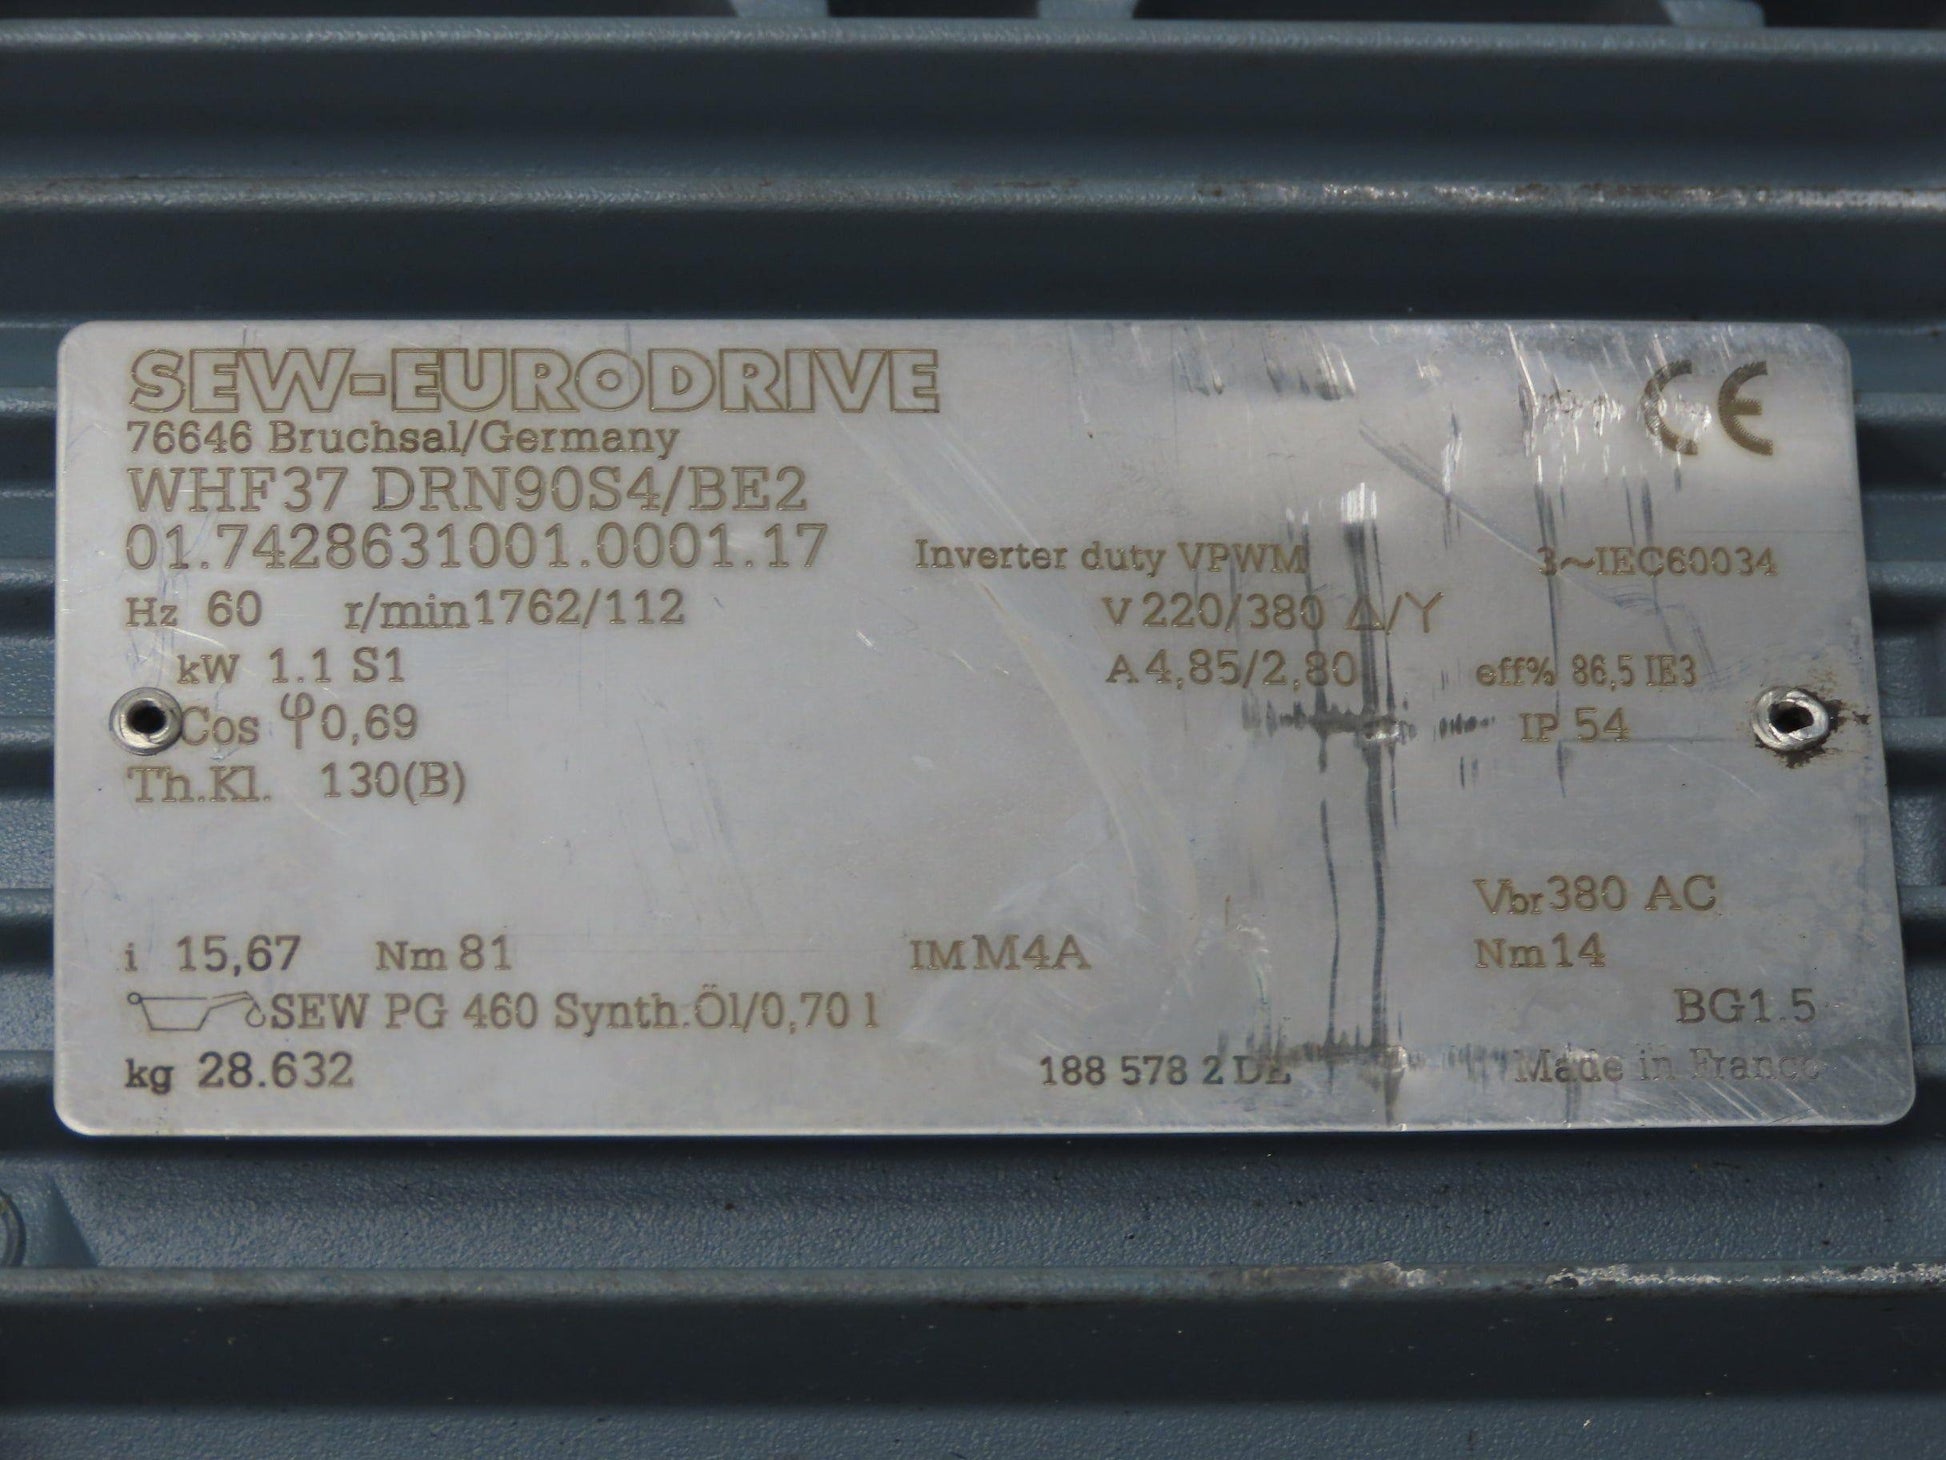 SEW-EURODRIVE CE
76646 Bruchsal/Germany
WHF37 DRN90S4/BE2
01.7428631001.0001.17 Inverter duty VPWM 3~IEC60034
Hz 60 r/min 1762/112 V 220/380 Δ/Y
kW 1.1 S1 A 4,85/2,80 eff% 86,5 IE3
Cos φ 0,69 IP 54
Th.Kl. 130(B)
Vbr 380 AC
i 15,67 Nm 81 IM M4A Nm 14
SEW PG 460 Synth.Öl/0,70 l BG1.5
kg 28.632 188 578 2 DE Made in France